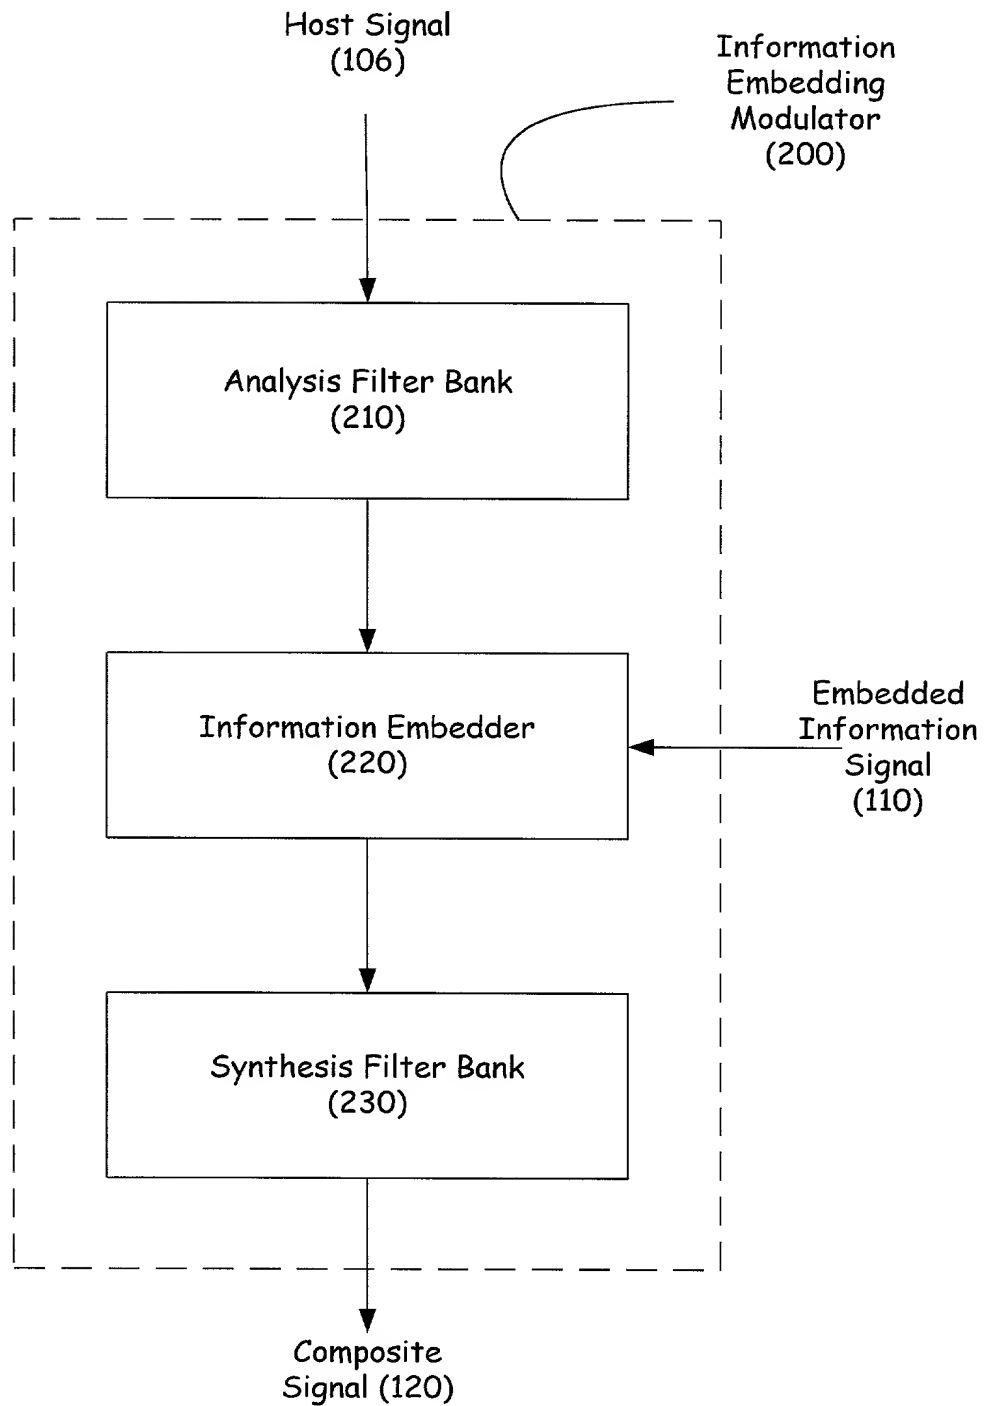 Host Signal
(106)
Information
Embedding
Modulator
(200)
Analysis Filter Bank
(210)
Information Embedder
(220)
Embedded
Information
Signal
(110)
Synthesis Filter Bank
(230)
Composite
Signal (120)